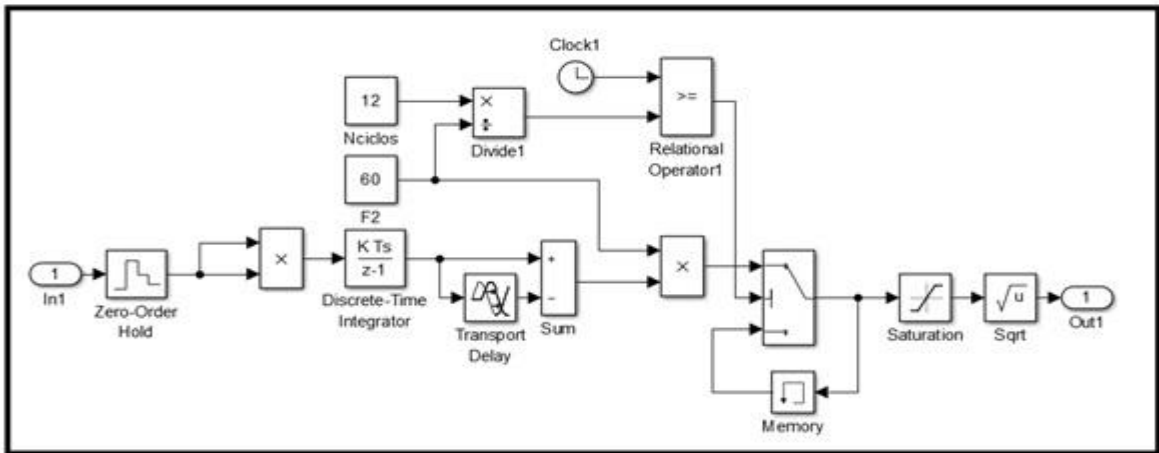 Clock1
12
Nciclos
×
÷
Divide1
>=
Relational
Operator1
60
F2
1
In1
Zero-Order
Hold
×
K Ts
z-1
Discrete-Time
Integrator
Transport
Delay
+
−
Sum
×
Memory
Saturation
√u
Sqrt
1
Out1